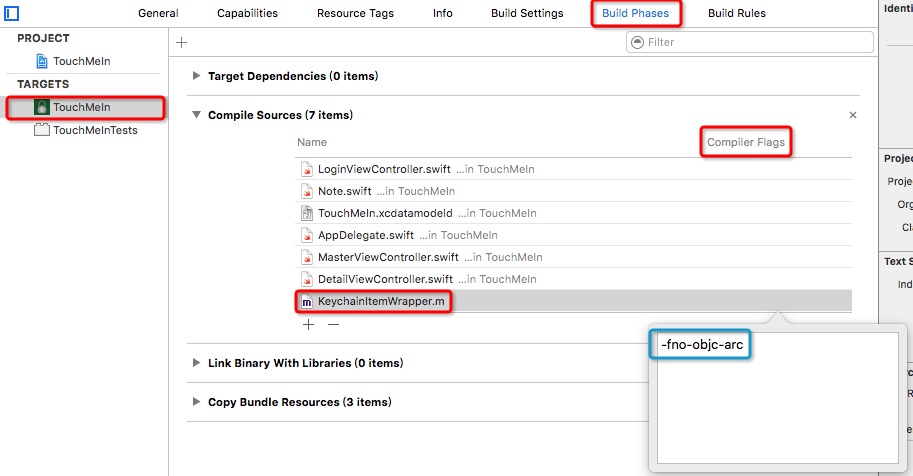 General Capabilities Resource Tags Info Build Settings Build Phases Build Rules
Identi
PROJECT
TouchMeIn
TARGETS
TouchMeIn
TouchMeInTests
Filter
Target Dependencies (0 items)
Compile Sources (7 items)
Name Compiler Flags
LoginViewController.swift ...in TouchMeIn
Note.swift ...in TouchMeIn
TouchMeIn.xcdatamodeld ...in TouchMeIn
AppDelegate.swift ...in TouchMeIn
MasterViewController.swift ...in TouchMeIn
DetailViewController.swift ...in TouchMeIn
m KeychainItemWrapper.m
-fno-objc-arc
Link Binary With Libraries (0 items)
Copy Bundle Resources (3 items)
Projec
Proje
Org
Cla
Text S
Ind